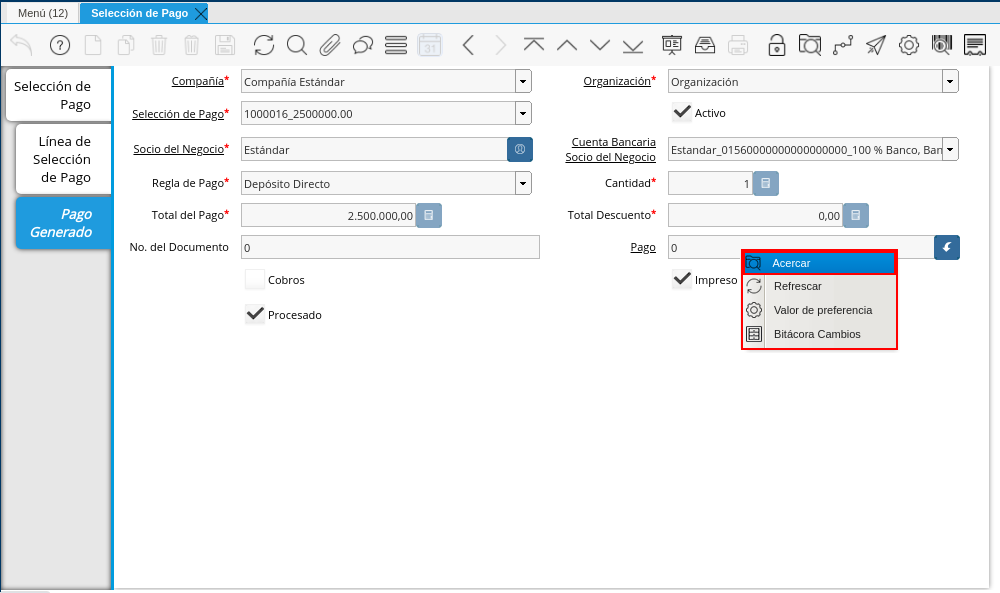 Menú (12)
Selección de Pago
31
Selección de
Pago
Línea de
Selección
de Pago
Pago
Generado
Compañía*
Compañía Estándar
Organización*
Organización
Selección de Pago*
1000016_2500000.00
Activo
Socio del Negocio*
Estándar
Cuenta Bancaria
Socio del Negocio
Estandar_01560000000000000000_100 % Banco, Ban
Regla de Pago*
Depósito Directo
Cantidad*
1
Total del Pago*
2.500.000,00
Total Descuento*
0,00
No. del Documento
0
Pago
0
Cobros
Impreso
Procesado
Acercar
Refrescar
Valor de preferencia
Bitácora Cambios